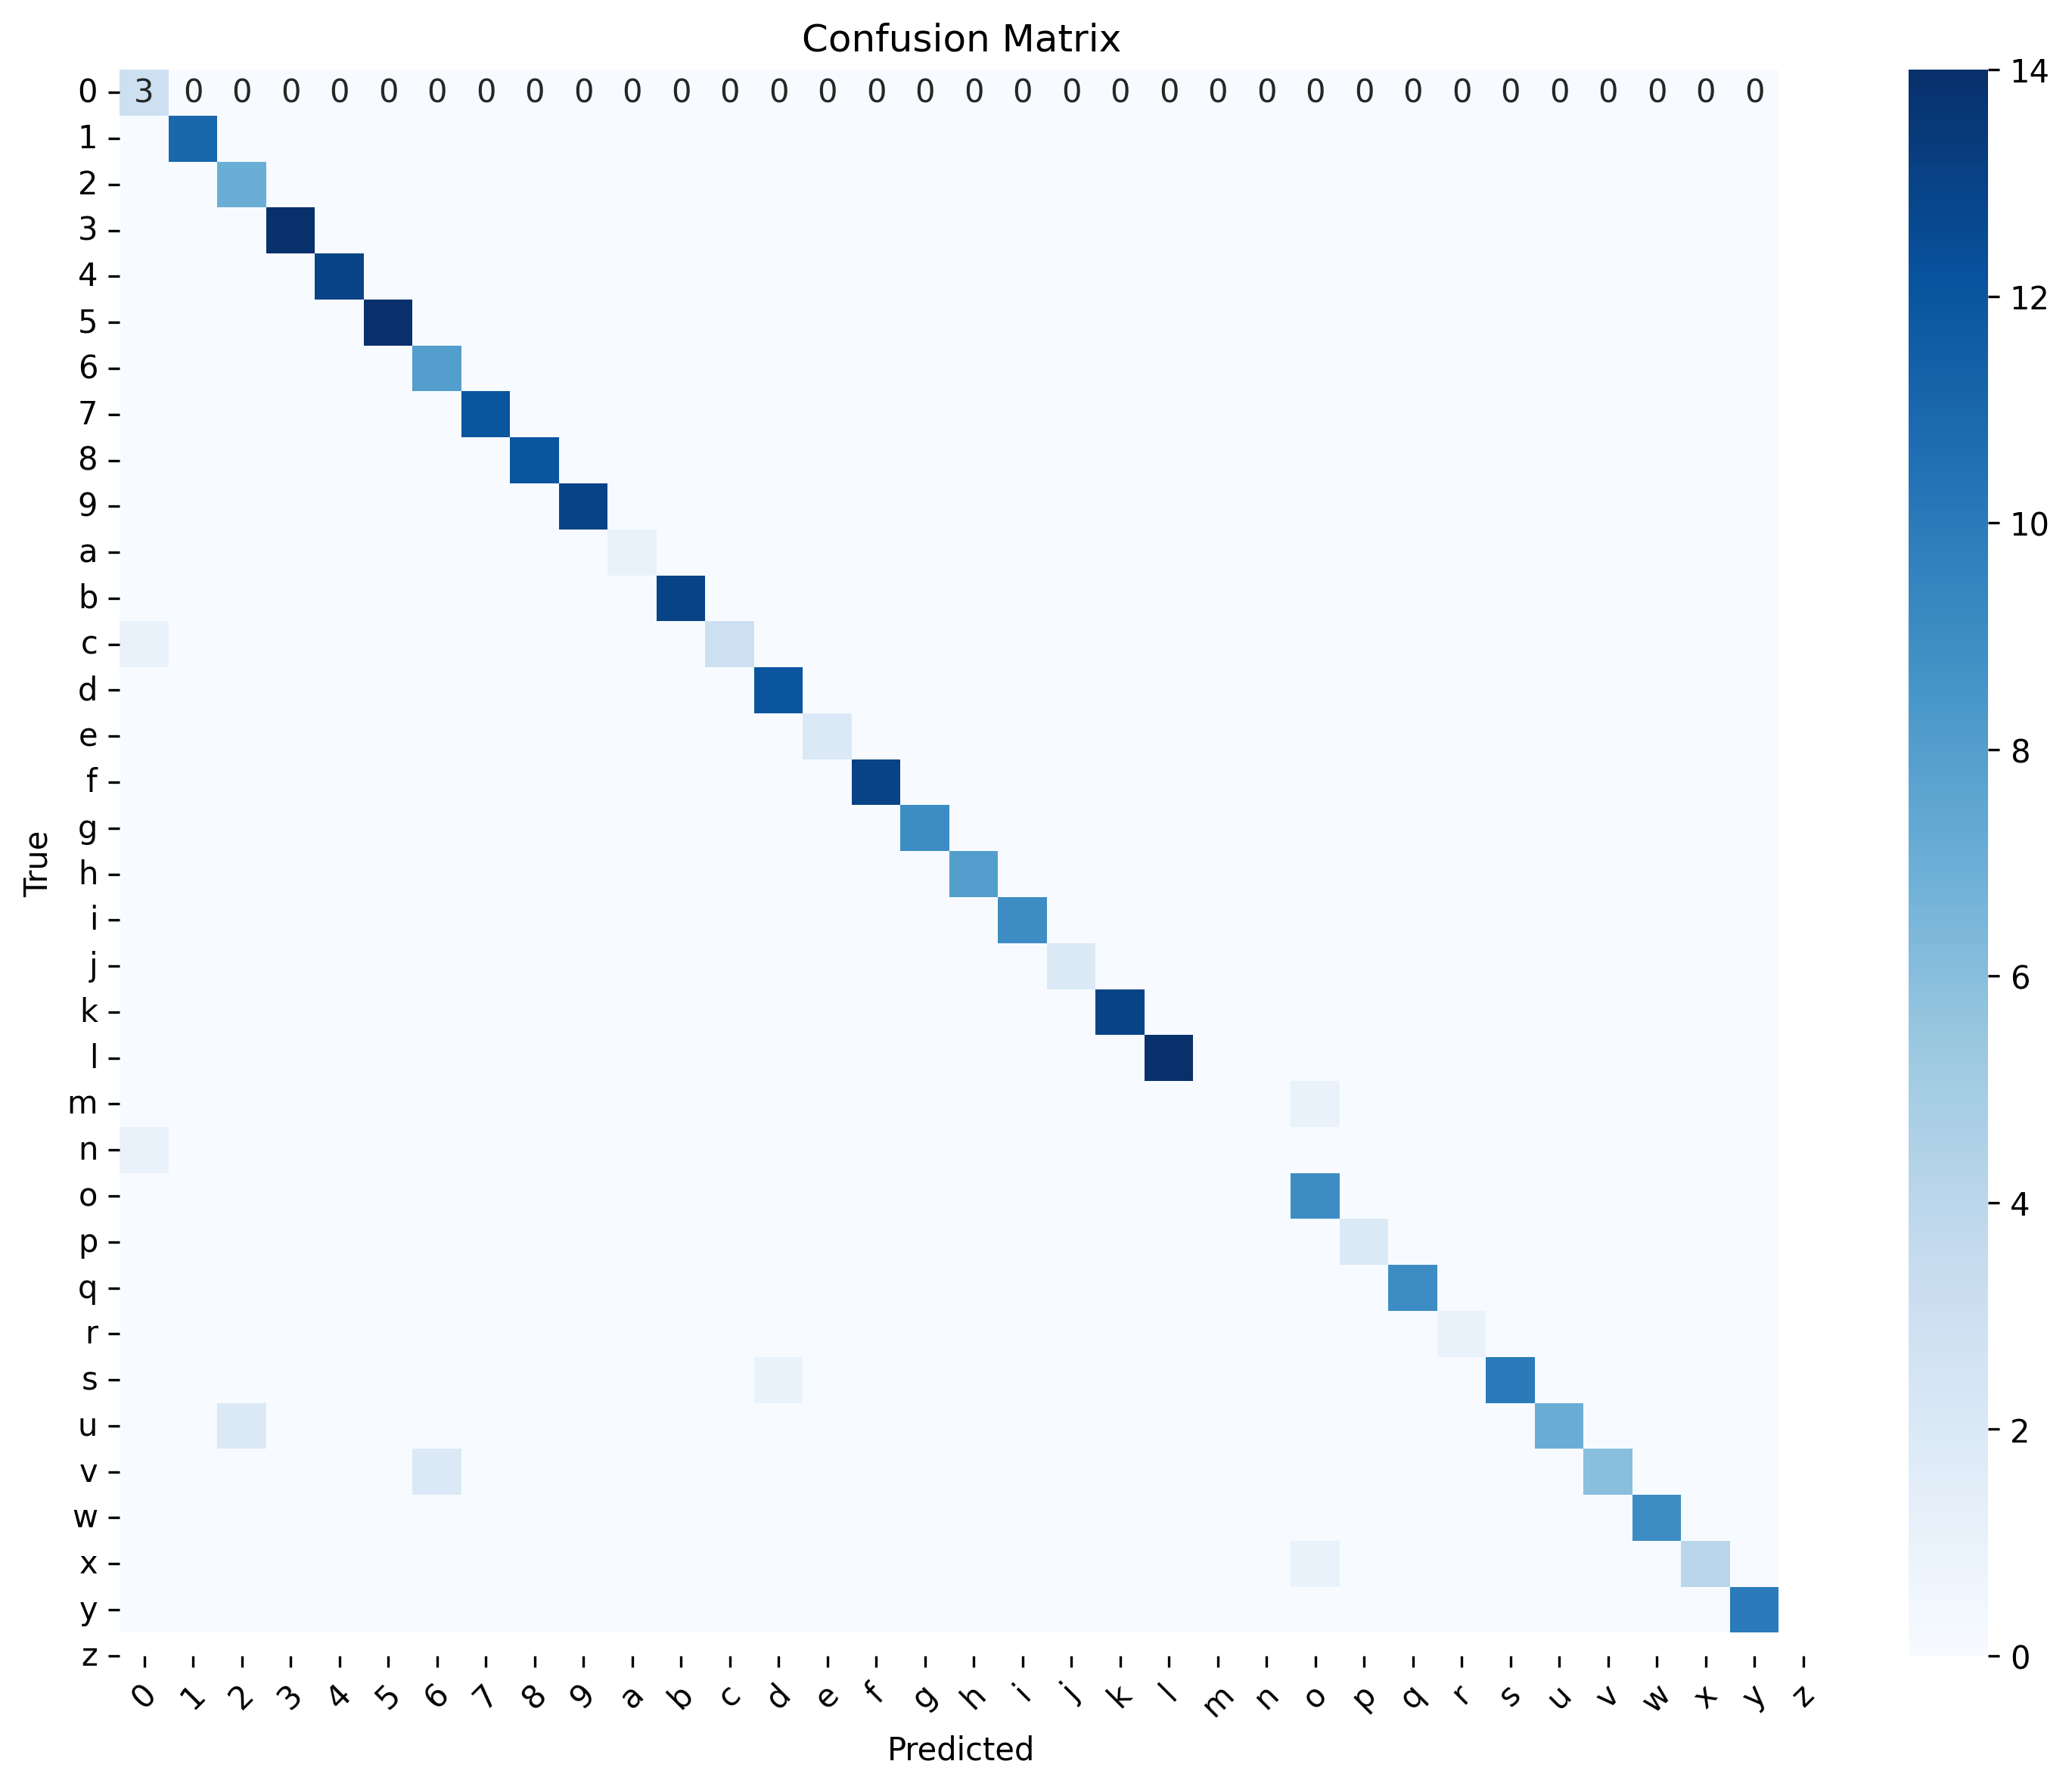 Confusion Matrix
0 3 0 0 0 0 0 0 0 0 0 0 0 0 0 0 0 0 0 0 0 0 0 0 0 0 0 0 0 0 0 0 0 0 0 14
1
2
3
4
5
6
7
8
9
a
b
c
d
e
f
g
h
i
j
k
l
m
n
o
p
q
r
s
u
v
w
x
y
z
True
12
10
8
6
4
2
0
0 1 2 3 4 5 6 7 8 9 a b c d e f g h i j k l m n o p q r s u v w x y z
Predicted